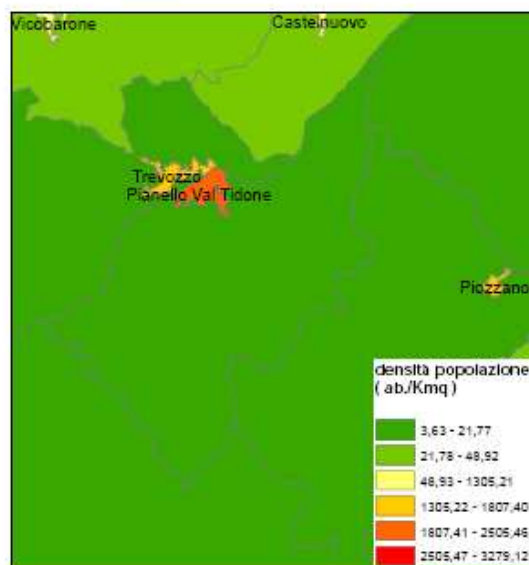 Vicobarone
Castelnuovo
Trevozzo
Pianello Val Tidone
Piozzano
densità popolazione
( ab./Kmq )
3,63 - 21,77
21,78 - 48,92
48,93 - 1305,21
1305,22 - 1807,40
1807,41 - 2505,46
2505,47 - 3279,12